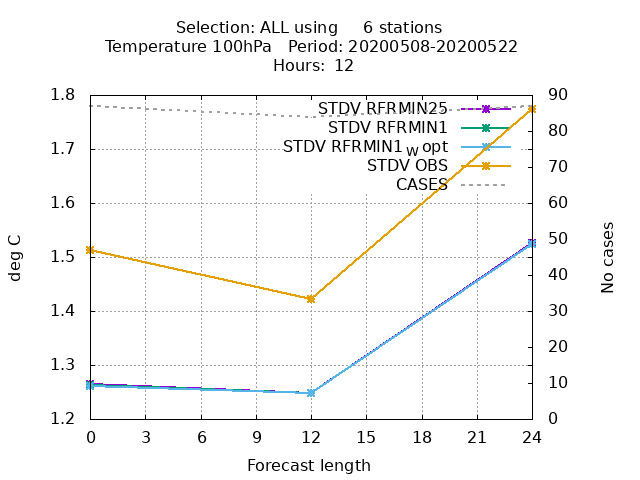 Selection: ALL using 6 stations
Temperature 100hPa Period: 20200508-20200522
Hours: 12
1.8
1.7
1.6
1.5
1.4
1.3
1.2
90
80
70
60
50
40
30
20
10
0
STDV RFRMIN25
STDV RFRMIN1
STDV RFRMIN1_W opt
STDV OBS
CASES
deg C
No cases
0 3 6 9 12 15 18 21 24
Forecast length